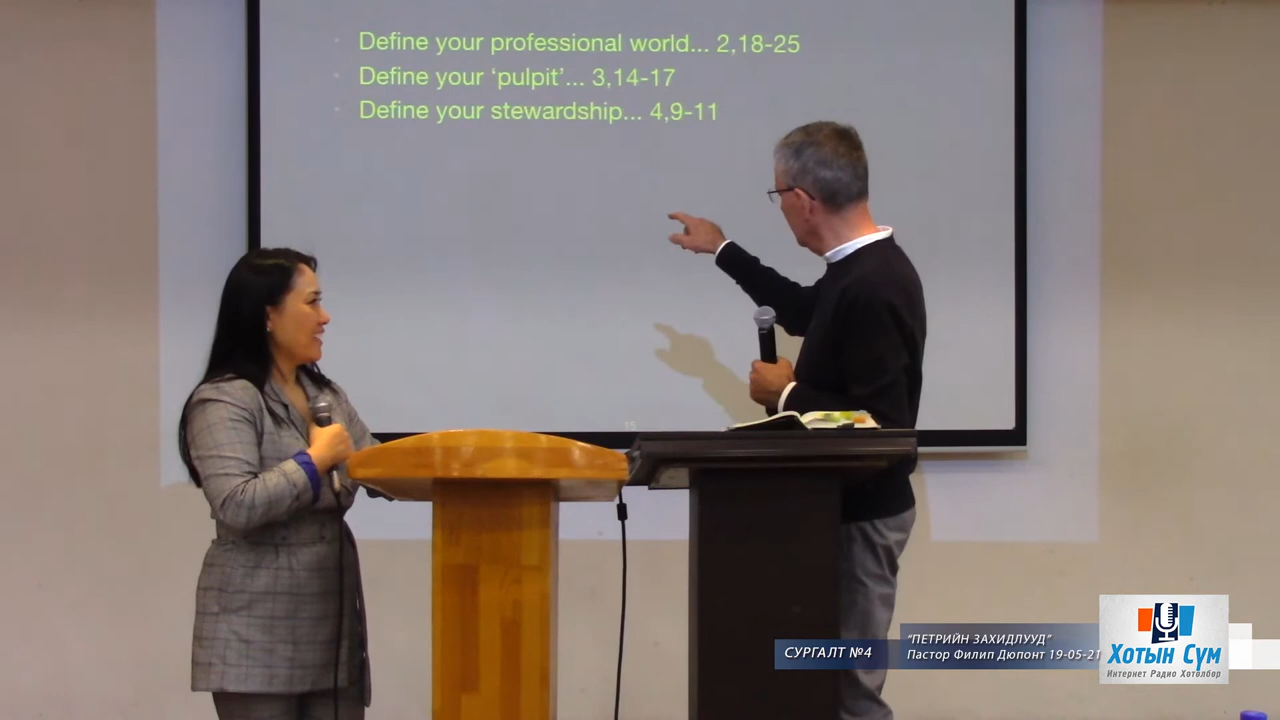 Define your professional world... 2,18-25
Define your ‘pulpit’... 3,14-17
Define your stewardship... 4,9-11
15
СУРГАЛТ №4
"ПЕТРИЙН ЗАХИДЛУУД"
Пастор Филип Дюпонт 19-05-21
Хотын Сүм
Интернет Радио Хөтөлбөр